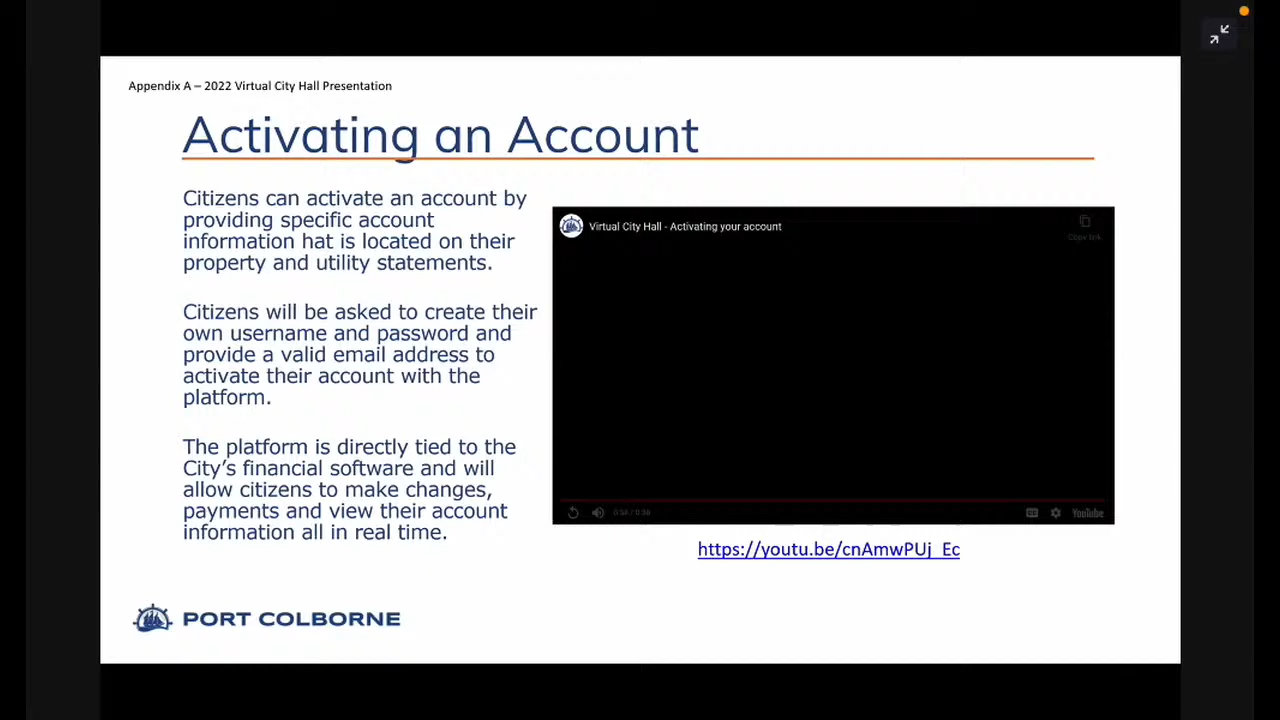 Appendix A – 2022 Virtual City Hall Presentation
Activating an Account
Citizens can activate an account by
providing specific account
information hat is located on their
property and utility statements.
Citizens will be asked to create their
own username and password and
provide a valid email address to
activate their account with the
platform.
The platform is directly tied to the
City's financial software and will
allow citizens to make changes,
payments and view their account
information all in real time.
Virtual City Hall - Activating your account
Copy link
CC
YouTube
https://youtu.be/cnAmwPUj_Ec
PORT COLBORNE